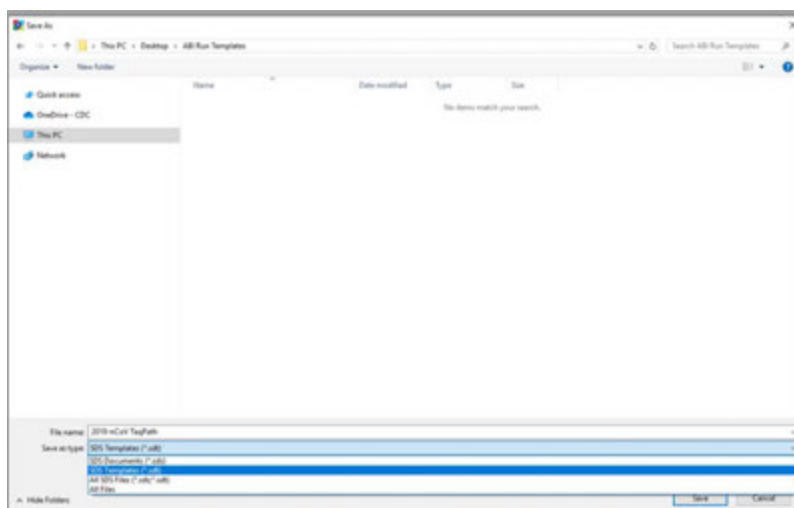 Save As
This PC › Desktop › ABI Run Templates
Search ABI Run Templates
Organize
New folder
Name
Date modified
Type
Size
No items match your search.
Quick access
OneDrive - CDC
This PC
Network
File name: 2019-nCoV TaqPath
Save as type: SDS Templates (*.sdt)
SDS Documents (*.sds)
SDS Templates (*.sdt)
All SDS Files (*.sds;*.sdt)
All Files
Hide Folders
Save
Cancel